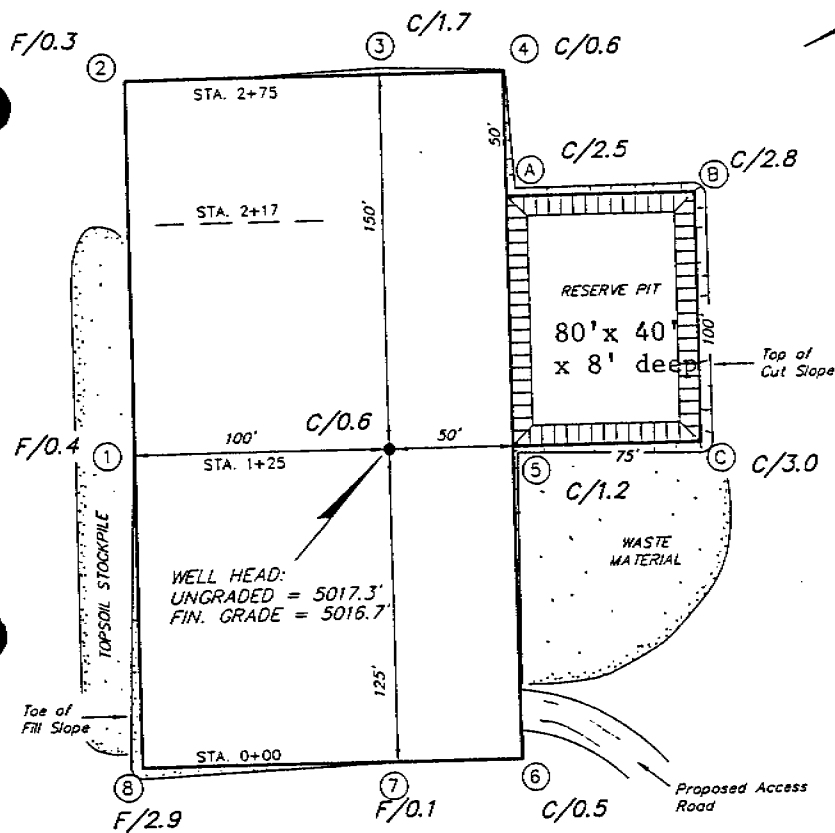 C/1.7
F/0.3
3
4
C/0.6
2
STA. 2+75
50'
A
C/2.5
B
C/2.8
STA. 2+17
150'
RESERVE PIT
80'x 40'
x 8' deep
100'
Top of
Cut Slope
F/0.4
C/0.6
1
100'
50'
STA. 1+25
5
75'
C
C/3.0
C/1.2
TOPSOIL STOCKPILE
WASTE
MATERIAL
WELL HEAD:
UNGRADED = 5017.3'
FIN. GRADE = 5016.7'
125'
Toe of
Fill Slope
STA. 0+00
8
7
6
F/2.9
F/0.1
C/0.5
Proposed Access
Road